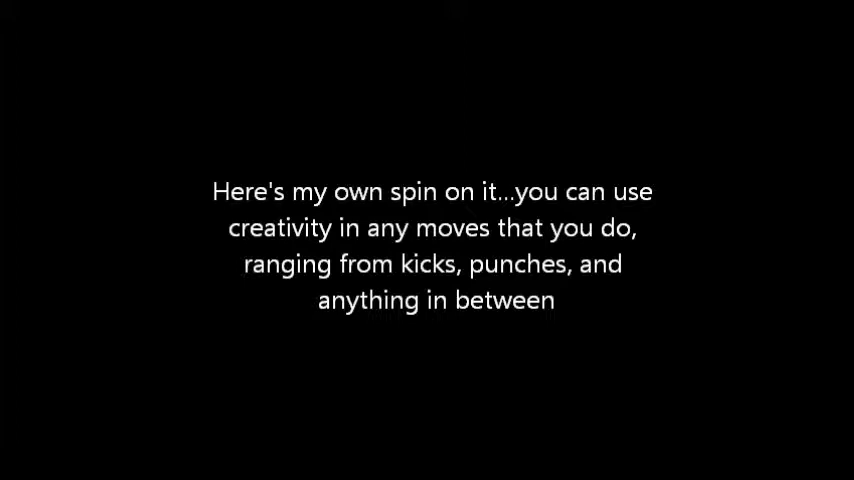 Here's my own spin on it...you can use
creativity in any moves that you do,
ranging from kicks, punches, and
anything in between